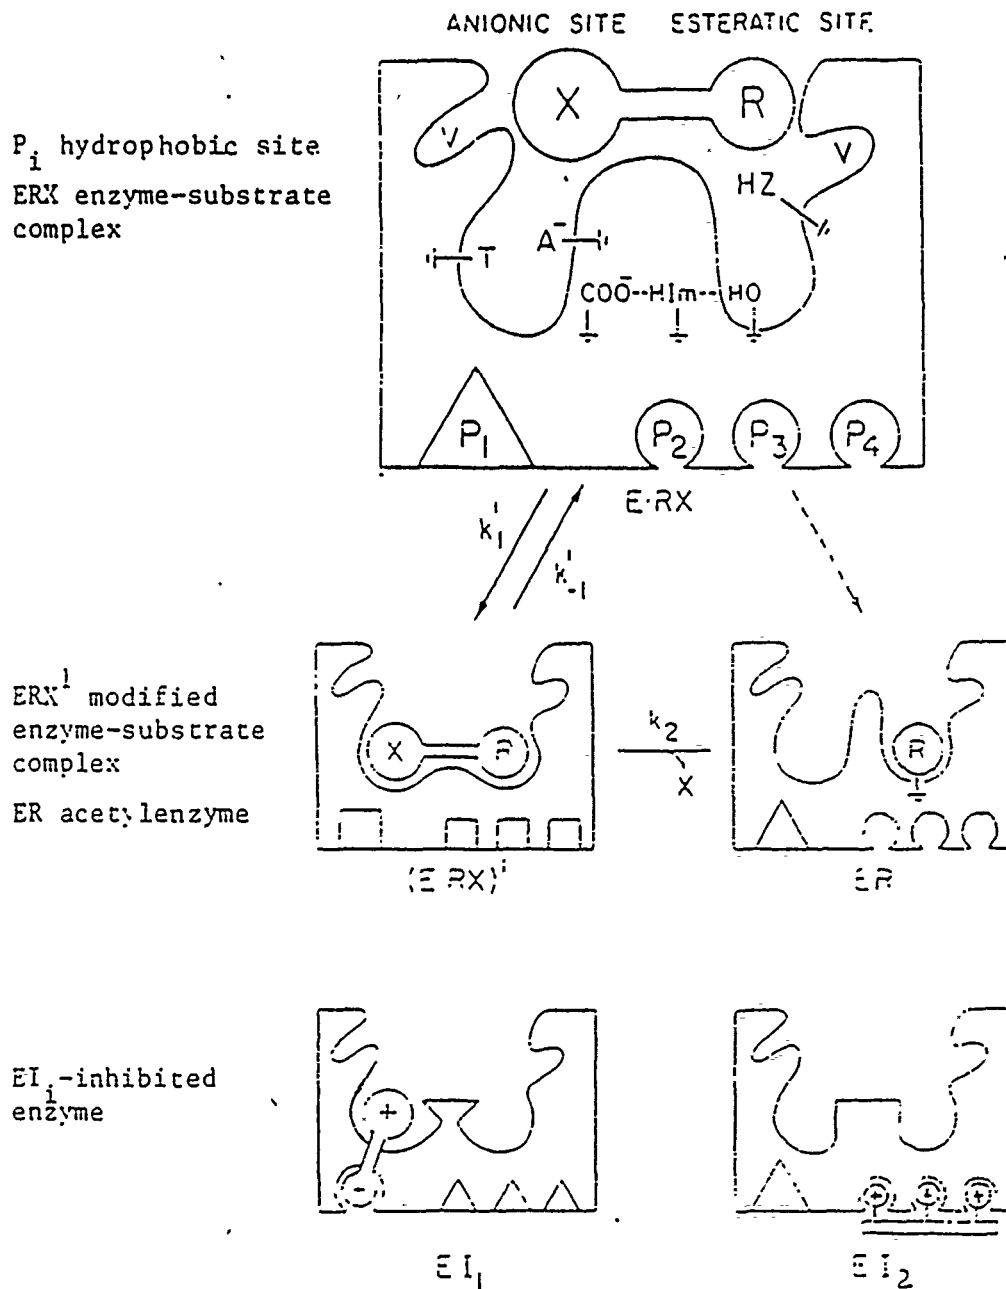 ANIONIC SITE ESTERATIC SITE
X R
P_i hydrophobic site
V V
ERX enzyme-substrate
complex
HZ
A⁻
T
COO⁻--HIm--HO
P₁ P₂ P₃ P₄
E·RX
k₁'
k₋₁'
ERX¹ modified
enzyme-substrate
complex
X R
k₂
X
R
ER acetylenzyme
(E RX)'
ER
EI_i-inhibited
enzyme
+
+ + +
EI₁
EI₂